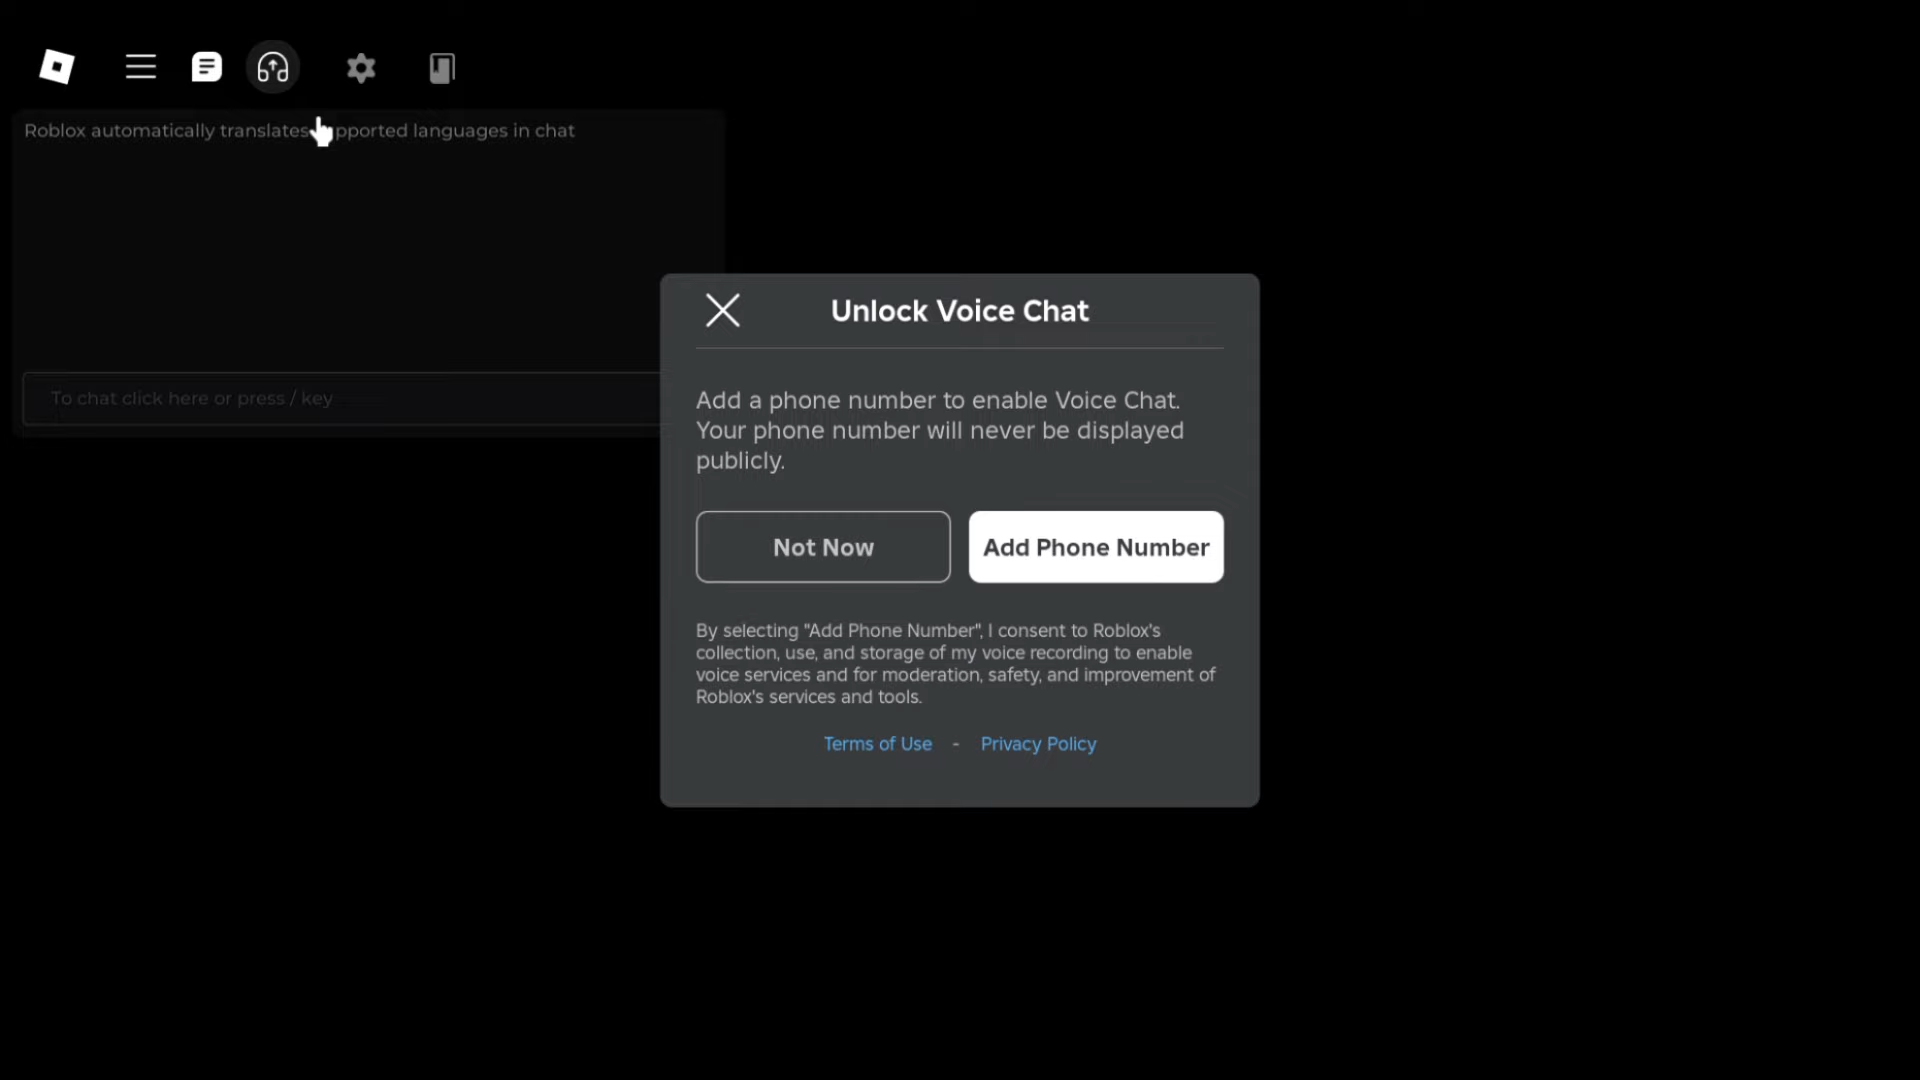 Roblox automatically translates pported languages in chat
To chat click here or press / key
Unlock Voice Chat
Add a phone number to enable Voice Chat.
Your phone number will never be displayed
publicly.
Not Now
Add Phone Number
By selecting "Add Phone Number", I consent to Roblox's
collection, use, and storage of my voice recording to enable
voice services and for moderation, safety, and improvement of
Roblox's services and tools.
Terms of Use - Privacy Policy